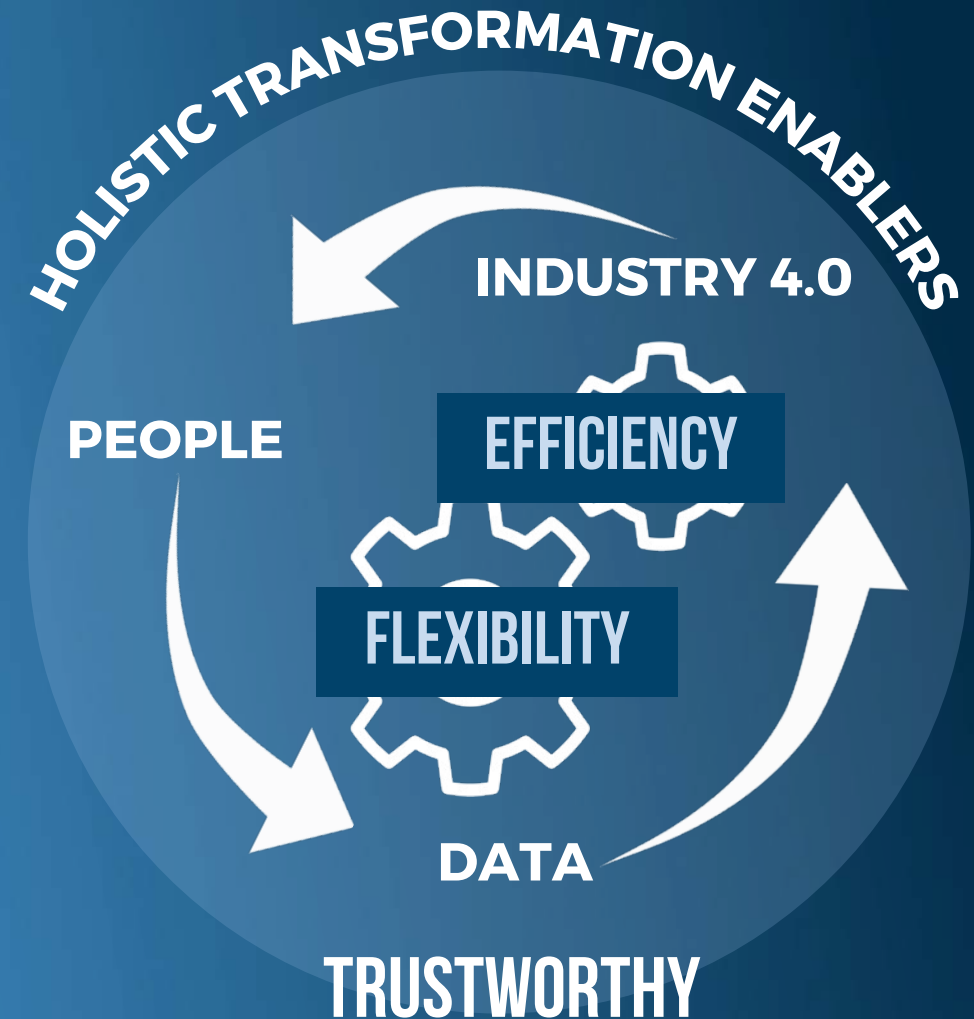 HOLISTIC TRANSFORMATION ENABLERS
INDUSTRY 4.0
PEOPLE
EFFICIENCY
FLEXIBILITY
DATA
TRUSTWORTHY